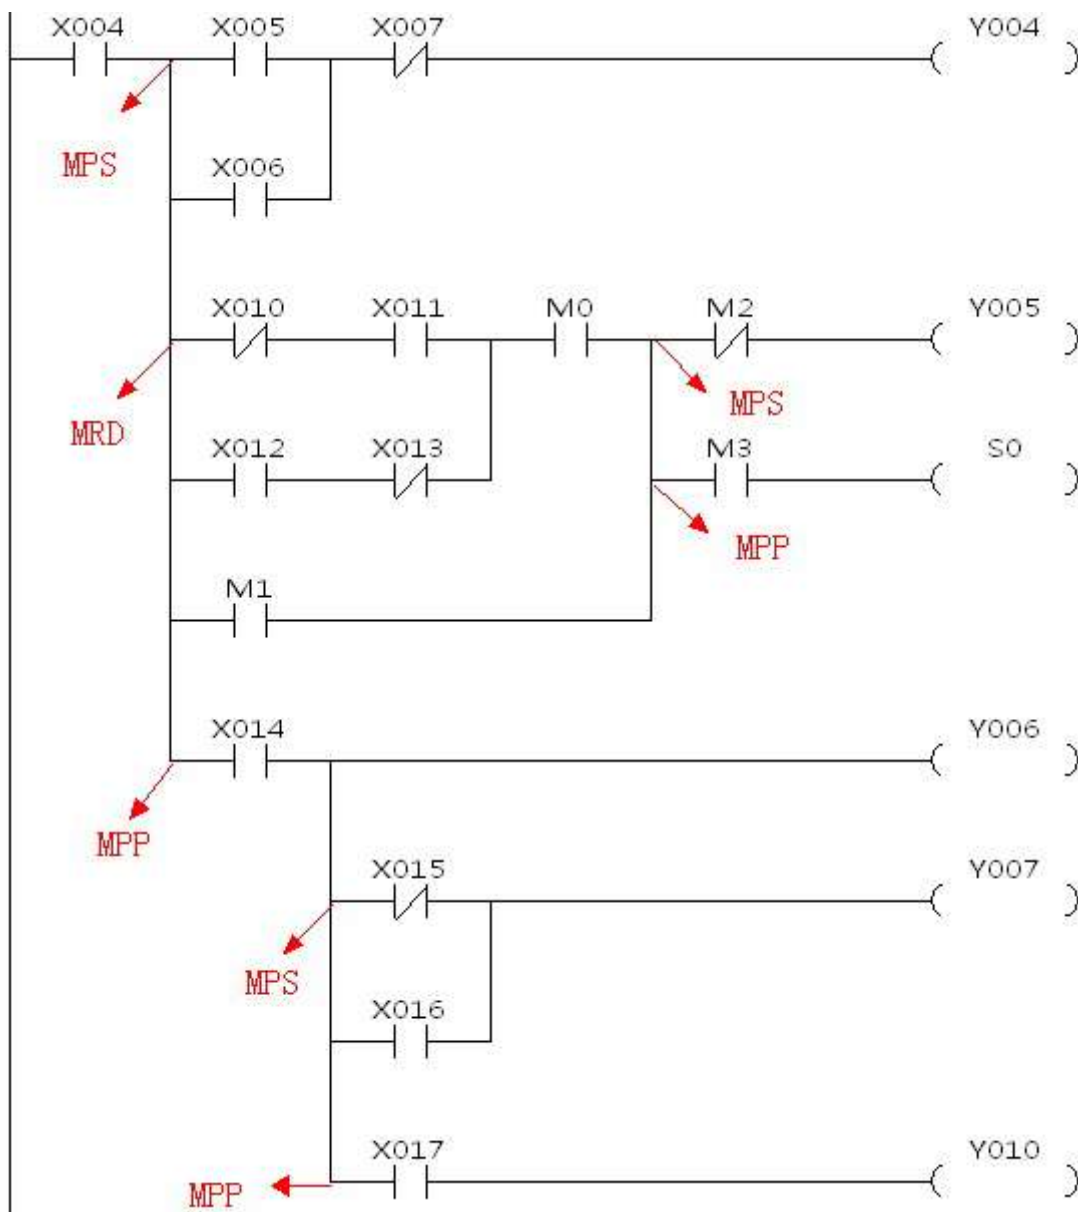 X004 X005 X007 Y004
MPS X006
X010 X011 M0 M2 Y005
MRD MPS
X012 X013 M3 S0
MPP
M1
X014 Y006
MPP
X015 Y007
MPS
X016
X017 Y010
MPP